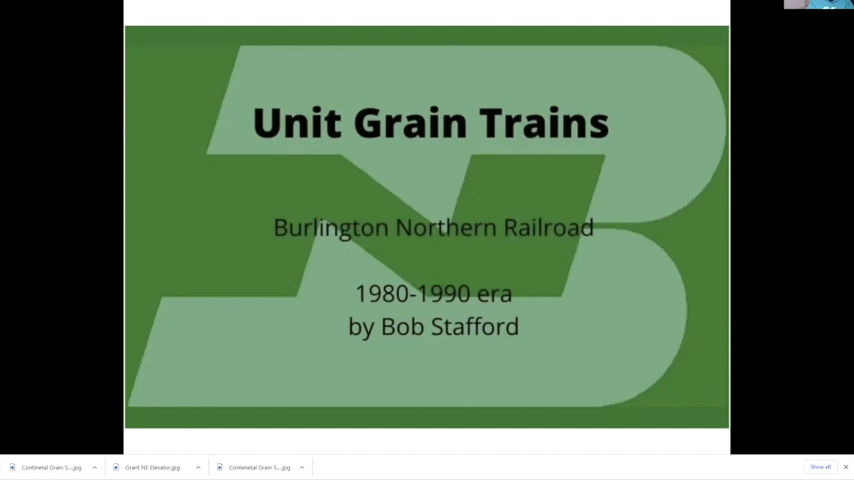 Unit Grain Trains
Burlington Northern Railroad
1980-1990 era
by Bob Stafford
Continetal Grain S....jpg
Grant NE Elevator.jpg
Contenetal Grain S....jpg
Show all